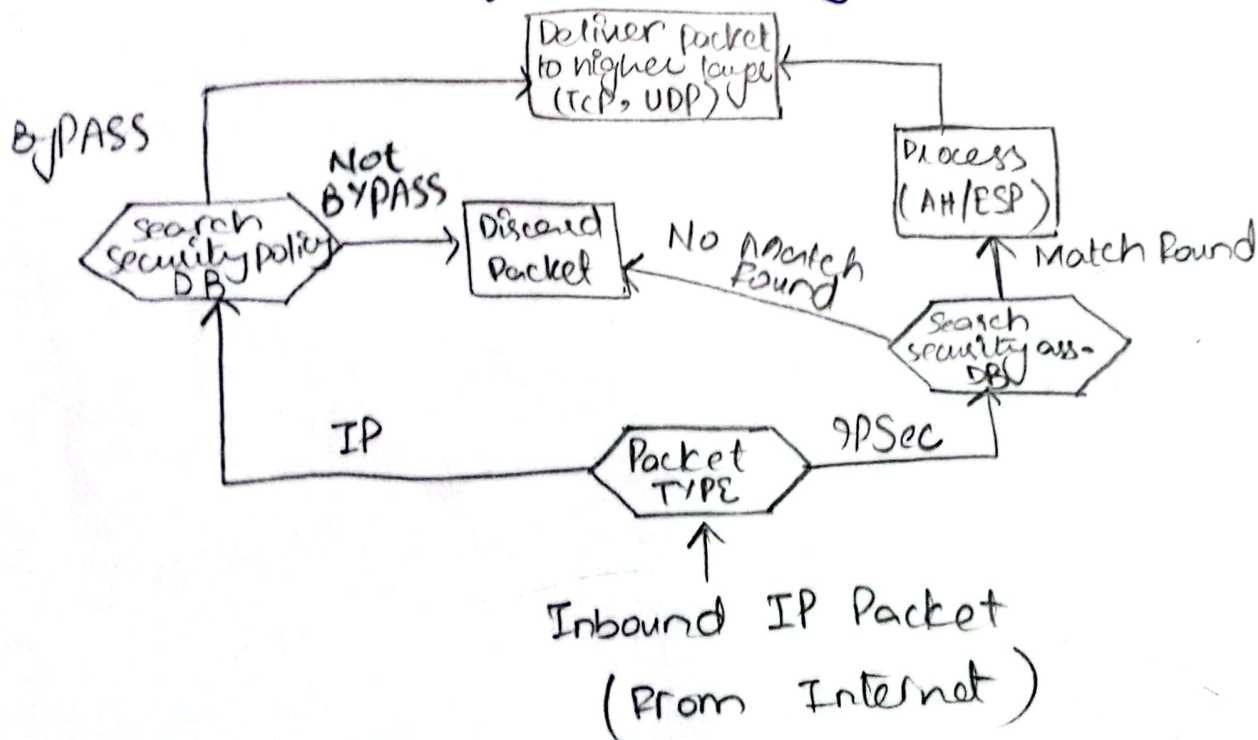 Deliver packet
to higher layer
(TCP, UDP)
ByPASS
Not
BYPASS
Process
(AH/ESP)
Search
security policy
DB
Discard
Packet
No Match
Found
Match Found
Search
security ass-
DB
IP
Packet
TYPE
IPSec
Inbound IP Packet
(From Internet)